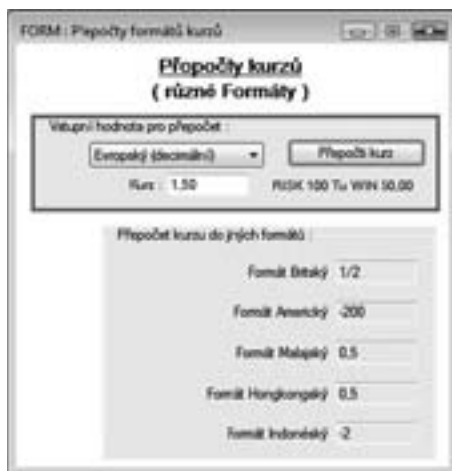 FORM : Přepočty formátů kurzů
Přopočty kurzů
( různé Formáty )
Vstupní hodnota pro přepočet :
Evropský (decimální)
Přepočti kurz
Kurz : 1,50
RISK 100 To WIN 50,00
Přepočet kurzu do jiných formátů :
Formát Britský 1/2
Formát Americký -200
Formát Malajský 0,5
Formát Hongkongský 0,5
Formát Indonéský -2